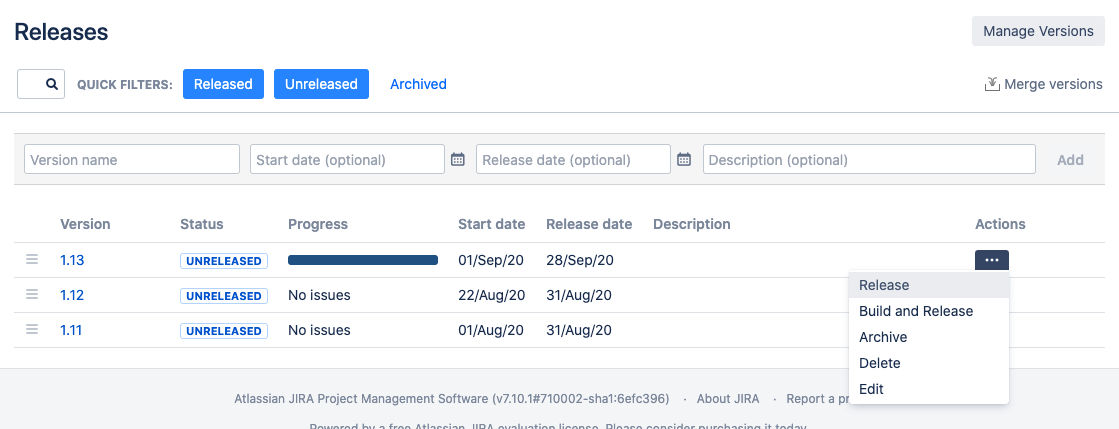 Releases
Manage Versions
QUICK FILTERS: Released Unreleased Archived
Merge versions
Version name Start date (optional) Release date (optional) Description (optional) Add
Version Status Progress Start date Release date Description Actions
1.13 UNRELEASED 01/Sep/20 28/Sep/20 ...
1.12 UNRELEASED No issues 22/Aug/20 31/Aug/20
1.11 UNRELEASED No issues 01/Aug/20 31/Aug/20
Release
Build and Release
Archive
Delete
Edit
Atlassian JIRA Project Management Software (v7.10.1#710002-sha1:6efc396) · About JIRA · Report a
Powered by a free Atlassian JIRA evaluation license. Please consider purchasing it today.